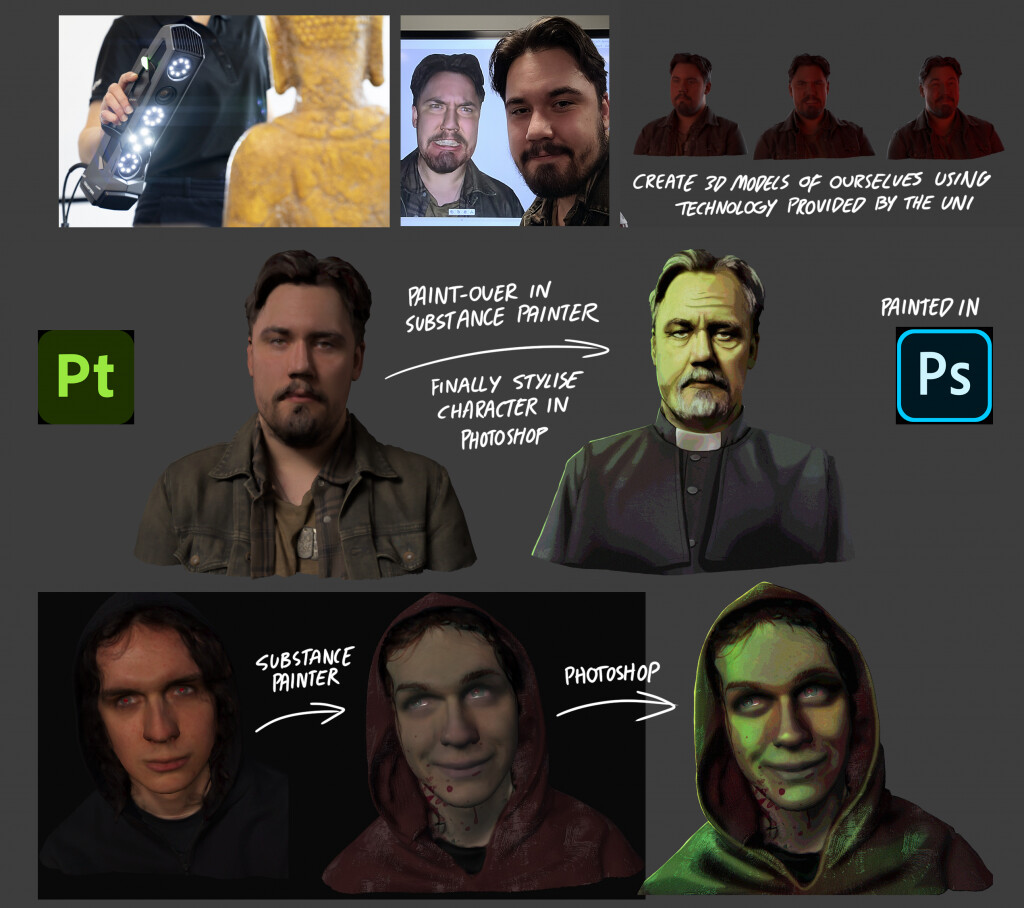 CREATE 3D MODELS OF OURSELVES USING
TECHNOLOGY PROVIDED BY THE UNI
PAINT-OVER IN
SUBSTANCE PAINTER
FINALLY STYLISE
CHARACTER IN
PHOTOSHOP
PAINTED IN
Pt
Ps
SUBSTANCE
PAINTER
PHOTOSHOP